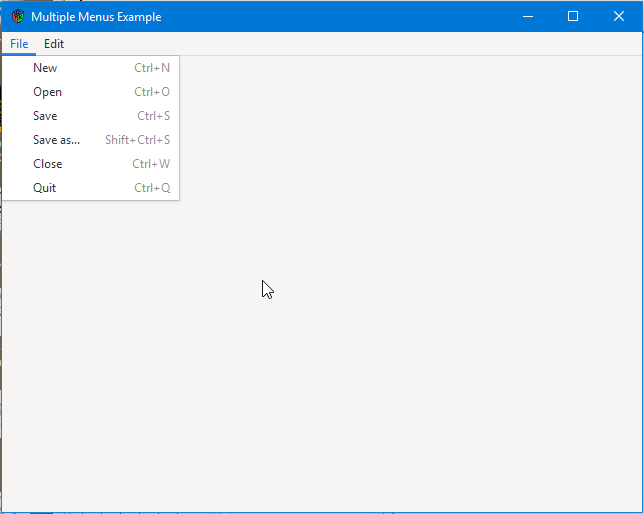 Multiple Menus Example
File Edit
New Ctrl+N
Open Ctrl+O
Save Ctrl+S
Save as... Shift+Ctrl+S
Close Ctrl+W
Quit Ctrl+Q